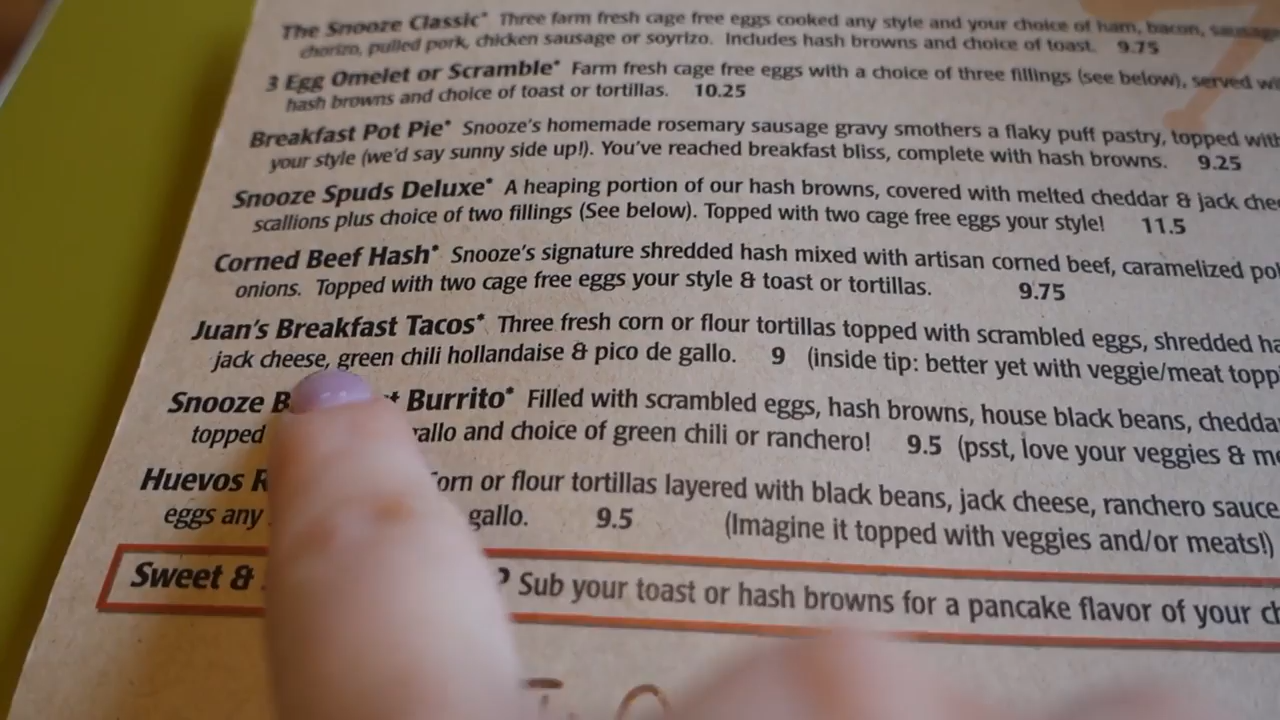 The Snooze Classic* Three farm fresh cage free eggs cooked any style and your choice of ham, bacon, sausage
chorizo, pulled pork, chicken sausage or soyrizo. Includes hash browns and choice of toast. 9.75
3 Egg Omelet or Scramble* Farm fresh cage free eggs with a choice of three fillings (see below), served wi
hash browns and choice of toast or tortillas. 10.25
Breakfast Pot Pie* Snooze's homemade rosemary sausage gravy smothers a flaky puff pastry, topped with
your style (we'd say sunny side up!). You've reached breakfast bliss, complete with hash browns. 9.25
Snooze Spuds Deluxe* A heaping portion of our hash browns, covered with melted cheddar & jack chee
scallions plus choice of two fillings (See below). Topped with two cage free eggs your style! 11.5
Corned Beef Hash* Snooze's signature shredded hash mixed with artisan corned beef, caramelized pob
onions. Topped with two cage free eggs your style & toast or tortillas. 9.75
Juan's Breakfast Tacos* Three fresh corn or flour tortillas topped with scrambled eggs, shredded ha
jack cheese, green chili hollandaise & pico de gallo. 9 (inside tip: better yet with veggie/meat topp
Snooze B t Burrito* Filled with scrambled eggs, hash browns, house black beans, chedda
topped allo and choice of green chili or ranchero! 9.5 (psst, love your veggies & me
Huevos R orn or flour tortillas layered with black beans, jack cheese, ranchero sauce
eggs any gallo. 9.5 (Imagine it topped with veggies and/or meats!)
Sweet & ? Sub your toast or hash browns for a pancake flavor of your ch